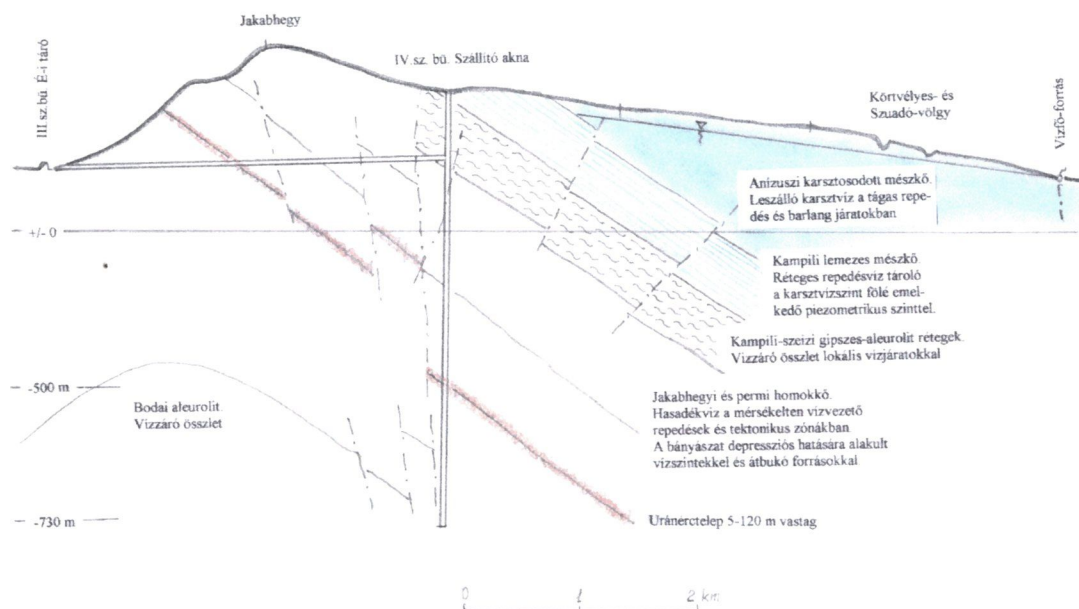 Jakabhegy
III.sz.bü É-i táró
IV.sz. bü. Szállító akna
Körtvélyes- és
Szuadó-völgy
Vízfő-forrás
Anizuszi karsztosodott mészkő.
Leszálló karsztvíz a tágas repe-
dés és barlang járatokban
+/- 0
Kampili lemezes mészkő.
Réteges repedésvíz tároló
a karsztvízszint fölé emel-
kedő piezometrikus szinttel.
Kampili-szeizi gipszes-aleurolit rétegek.
Vízzáró összlet lokális vízjáratokkal
-500 m
Bodai aleurolit.
Vízzáró összlet
Jakabhegyi és permi homokkő.
Hasadékvíz a mérsékelten vízvezető
repedések és tektonikus zónákban.
A bányászat depressziós hatására alakult
vízszintekkel és átbukó forrásokkal
-730 m
Uránérctelep 5-120 m vastag
0 1 2 km